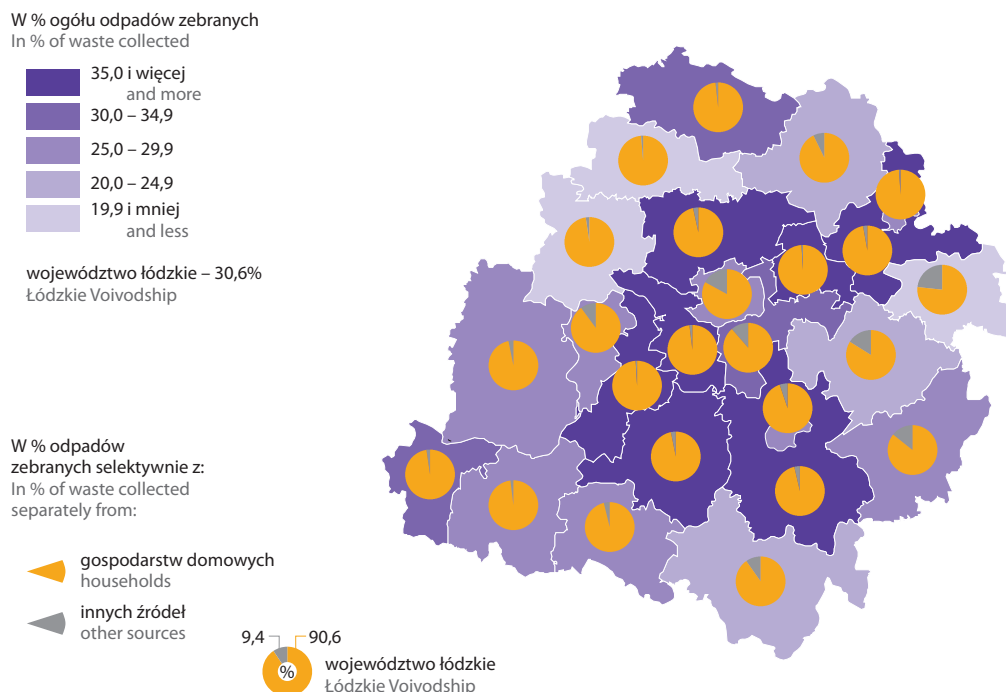 W % ogółu odpadów zebranych
In % of waste collected
35,0 i więcej
and more
30,0 – 34,9
25,0 – 29,9
20,0 – 24,9
19,9 i mniej
and less
województwo łódzkie – 30,6%
Łódzkie Voivodship
W % odpadów
zebranych selektywnie z:
In % of waste collected
separately from:
gospodarstw domowych
households
innych źródeł
other sources
9,4
90,6
%
województwo łódzkie
Łódzkie Voivodship